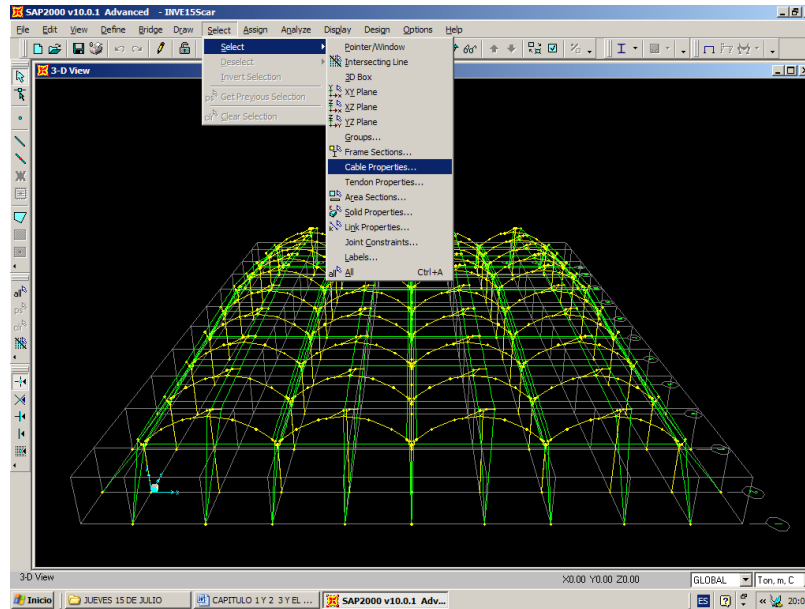 SAP2000 v10.0.1 Advanced - INVE15Scar
File Edit View Define Bridge Draw Select Assign Analyze Display Design Options Help
3-D View
Select
Deselect
Invert Selection
Get Previous Selection
Clear Selection
Pointer/Window
Intersecting Line
3D Box
XY Plane
XZ Plane
YZ Plane
Groups...
Frame Sections...
Cable Properties...
Tendon Properties...
Area Sections...
Solid Properties...
Link Properties...
Joint Constraints...
Labels...
All Ctrl+A
3-D View X0.00 Y0.00 Z0.00 GLOBAL Ton, m, C
Inicio JUEVES 15 DE JULIO CAPITULO 1 Y 2 3 Y EL ... SAP2000 v10.0.1 Adv... ES